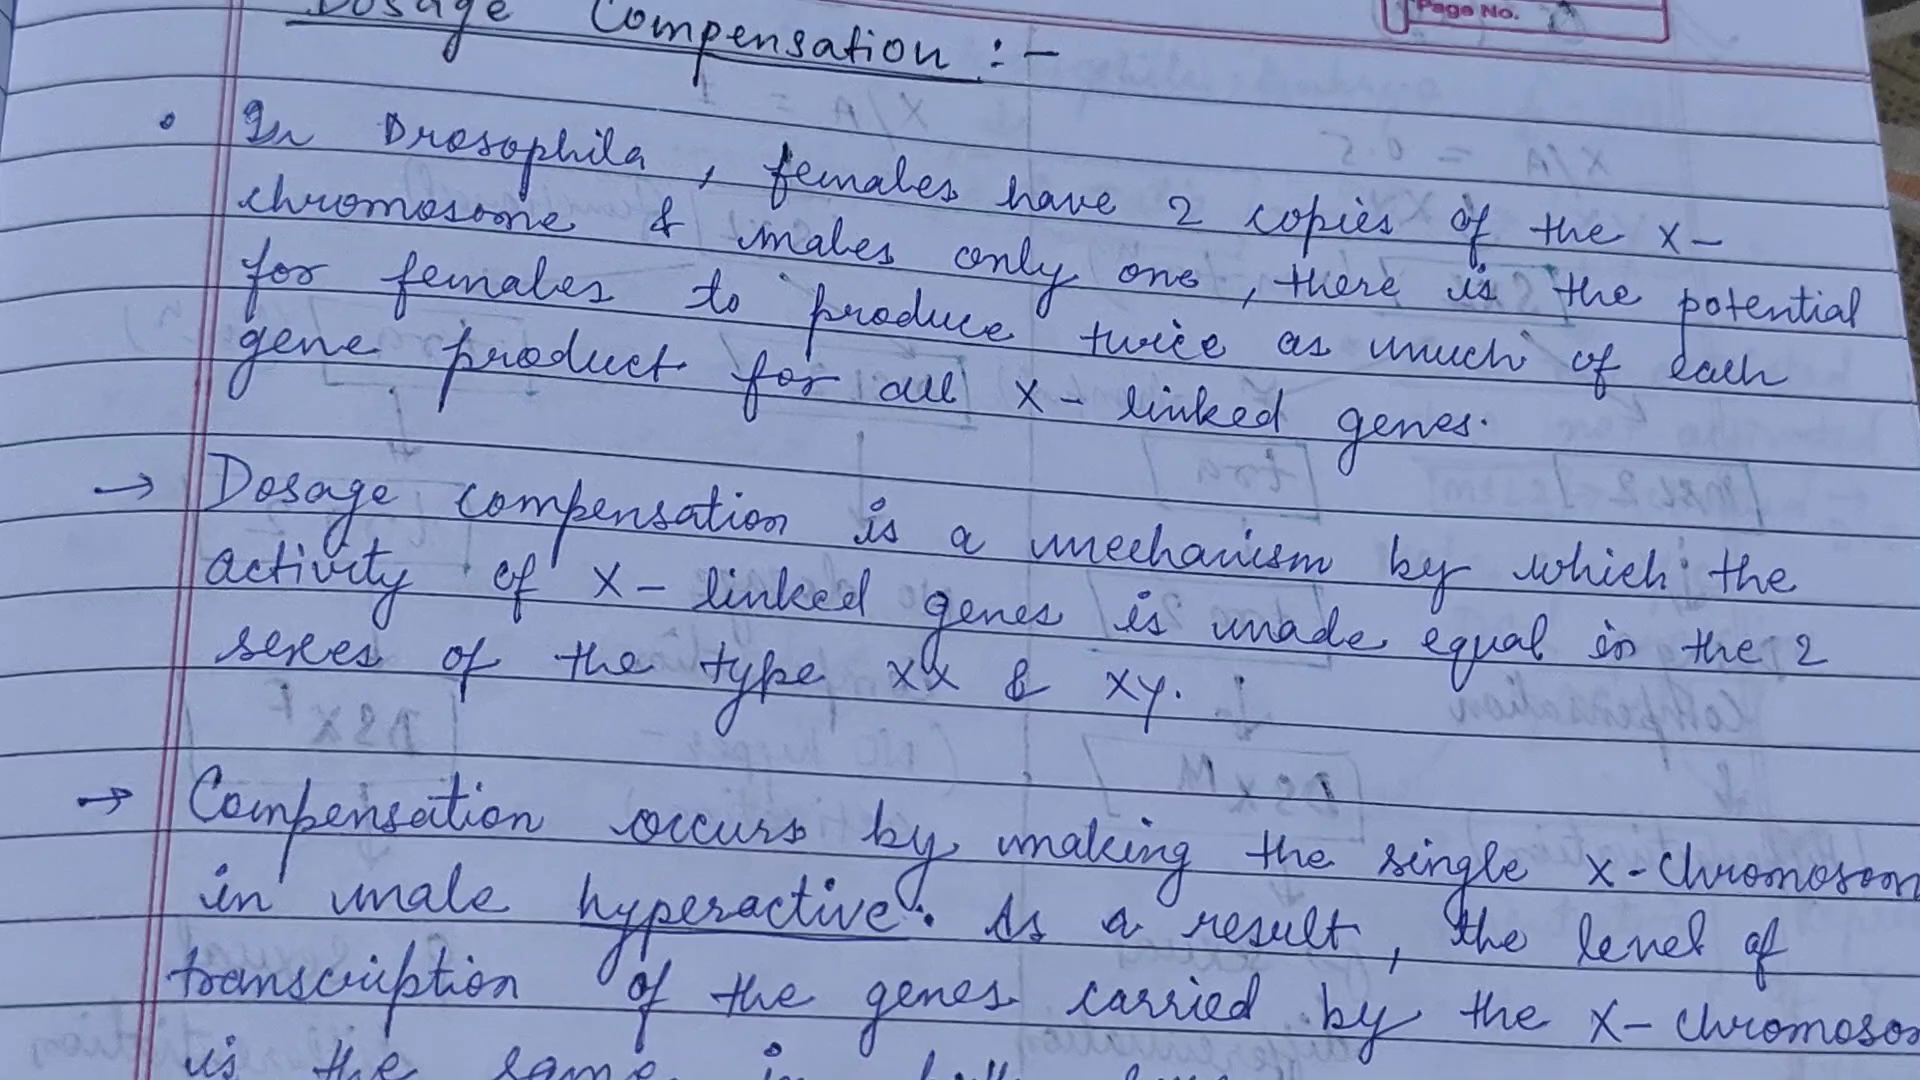 Page No.
Dosage Compensation :-
• In Drosophila, females have 2 copies of the X-
chromosome & males only one, there is the potential
for females to produce twice as much of each
gene product for all X-linked genes.
→ Dosage compensation is a mechanism by which the
activity of X-linked genes is made equal in the 2
sexes of the type XX & XY.
→ Compensation occurs by making the single X-chromosom
in male hyperactive. As a result, the level of
transcription of the genes carried by the X-chromoso
is the same in